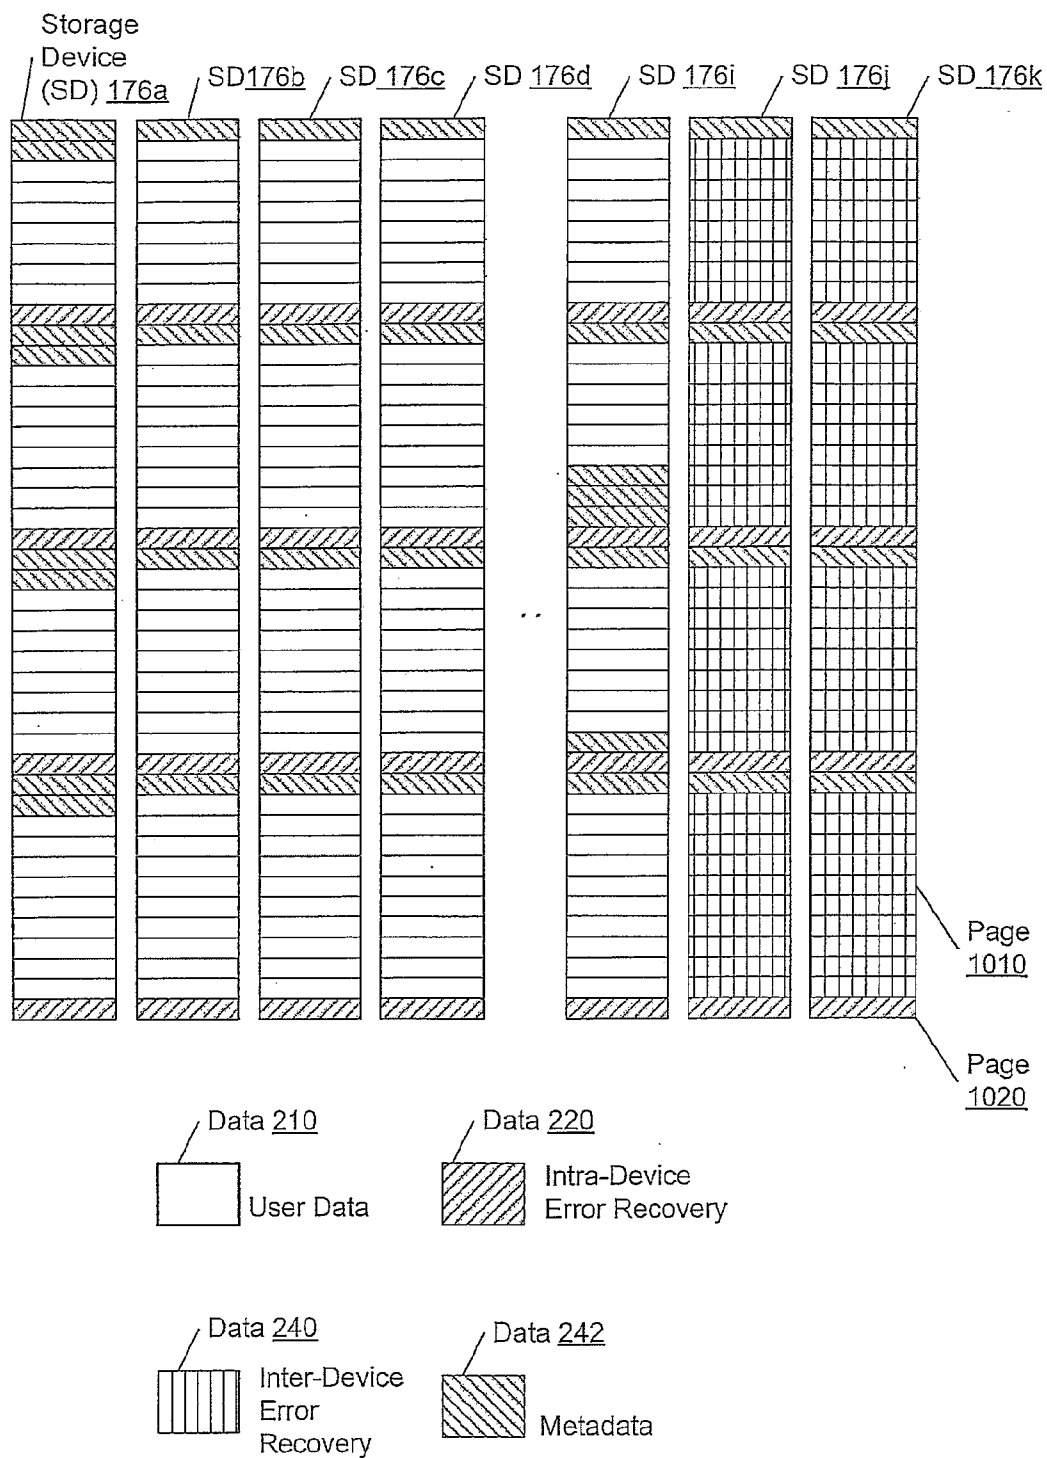 Storage
Device
(SD) 176a
SD176b
SD 176c
SD 176d
SD 176i
SD 176j
SD 176k
. .
Page
1010
Page
1020
Data 210
User Data
Data 220
Intra-Device
Error Recovery
Data 240
Inter-Device
Error
Recovery
Data 242
Metadata